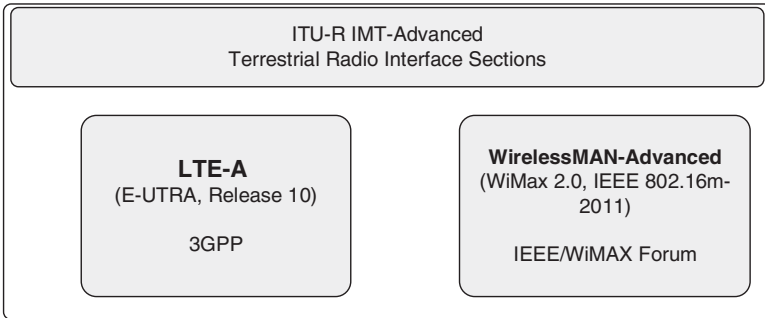 ITU-R IMT-Advanced
Terrestrial Radio Interface Sections
LTE-A
(E-UTRA, Release 10)
3GPP
WirelessMAN-Advanced
(WiMax 2.0, IEEE 802.16m-
2011)
IEEE/WiMAX Forum